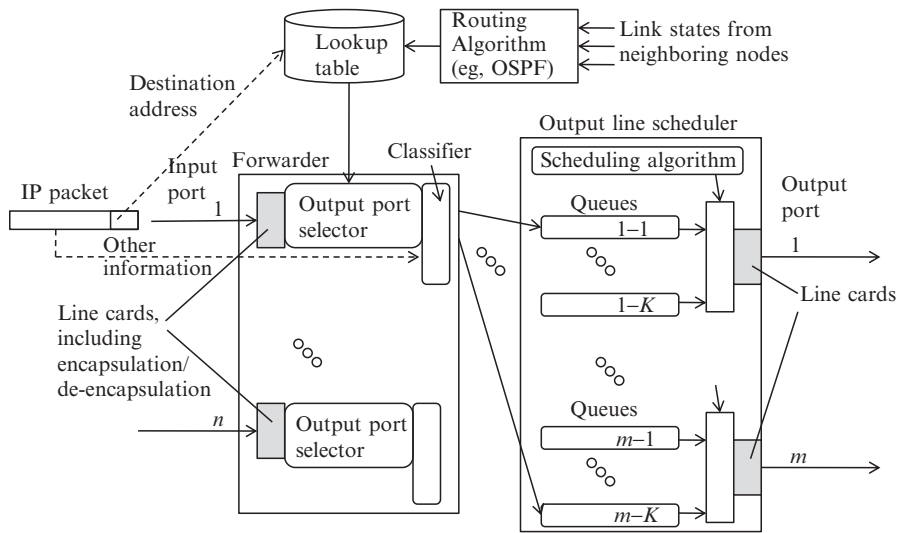 Lookup
table
Routing
Algorithm
(eg, OSPF)
Link states from
neighboring nodes
Destination
address
Output line scheduler
Classifier
Forwarder
Input
port
IP packet
1
Output port
selector
Scheduling algorithm
Output
port
Queues
1–1
1
Other
information
1–K
Line cards
Line cards,
including
encapsulation/
de-encapsulation
Queues
n
Output port
selector
m–1
m
m–K